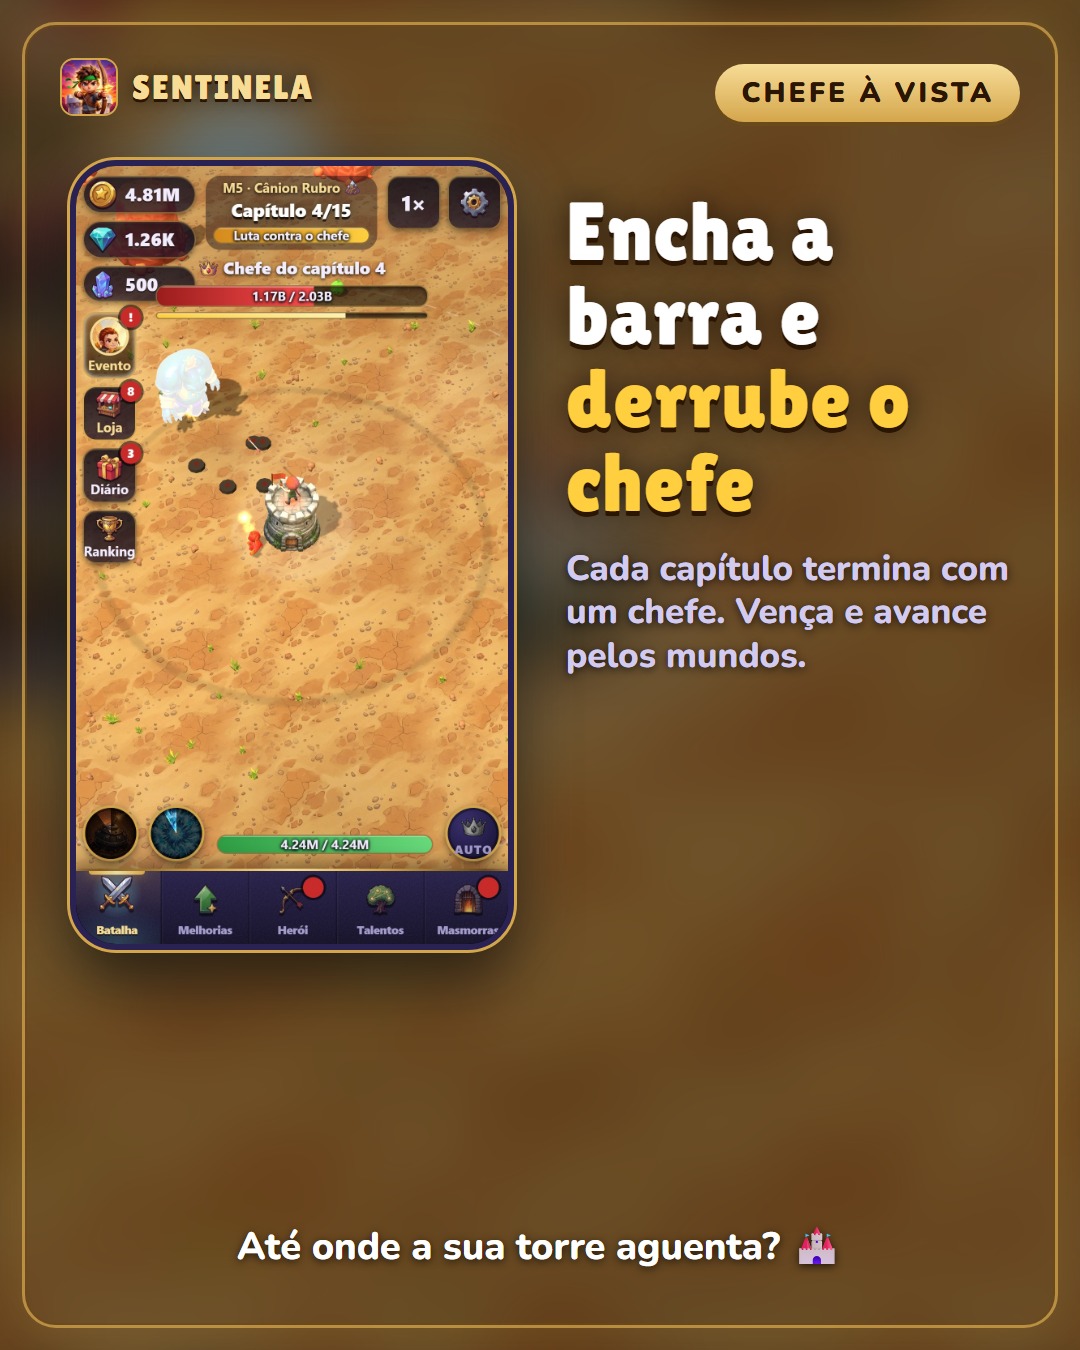 SENTINELA
CHEFE À VISTA
4.81M
1.26K
500
M5 · Cânion Rubro
Capítulo 4/15
Luta contra o chefe
1×
Chefe do capítulo 4
1.17B / 2.03B
!
Evento
8
Loja
3
Diário
Ranking
4.24M / 4.24M
AUTO
Batalha
Melhorias
Herói
Talentos
Masmorras
Encha a
barra e
derrube o
chefe
Cada capítulo termina com
um chefe. Vença e avance
pelos mundos.
Até onde a sua torre aguenta?